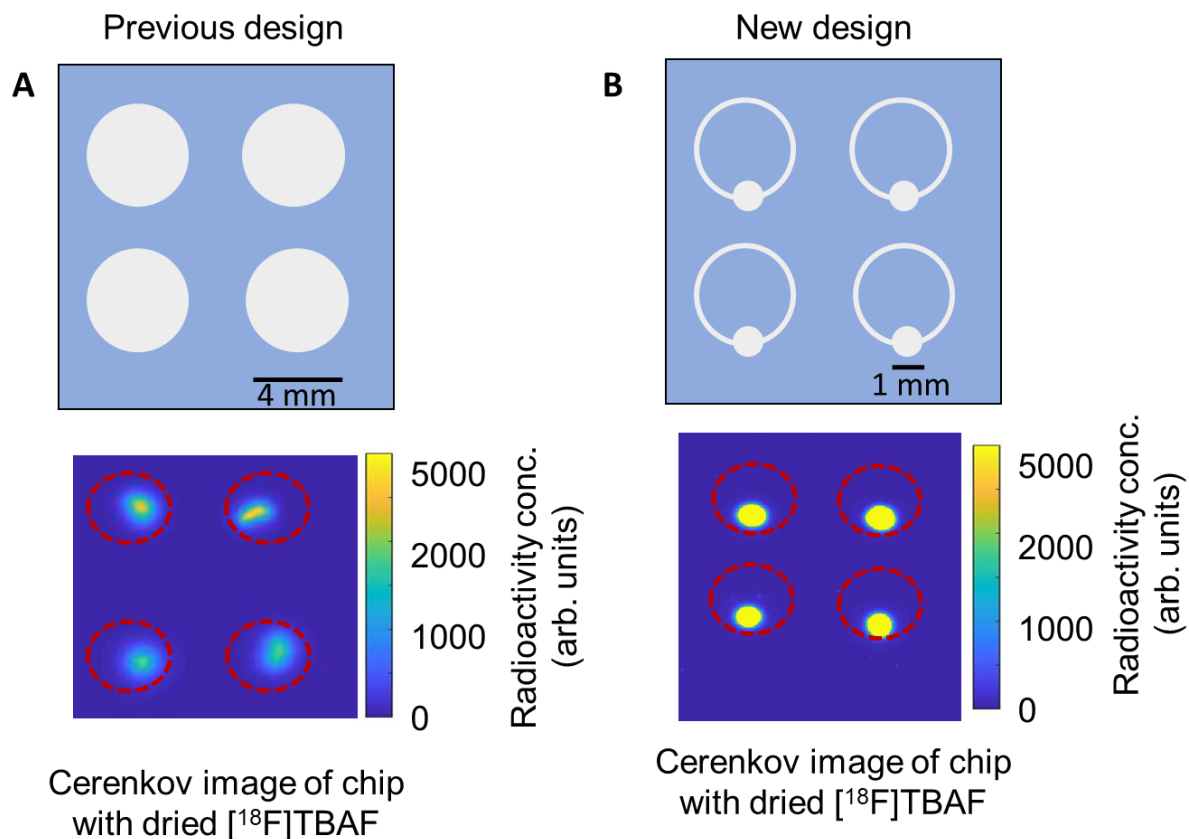 Previous design
New design
A
B
4 mm
1 mm
5000
2000
1000
0
Radioactivity conc.
(arb. units)
5000
2000
1000
0
Radioactivity conc.
(arb. units)
Cerenkov image of chip
with dried [¹⁸F]TBAF
Cerenkov image of chip
with dried [¹⁸F]TBAF